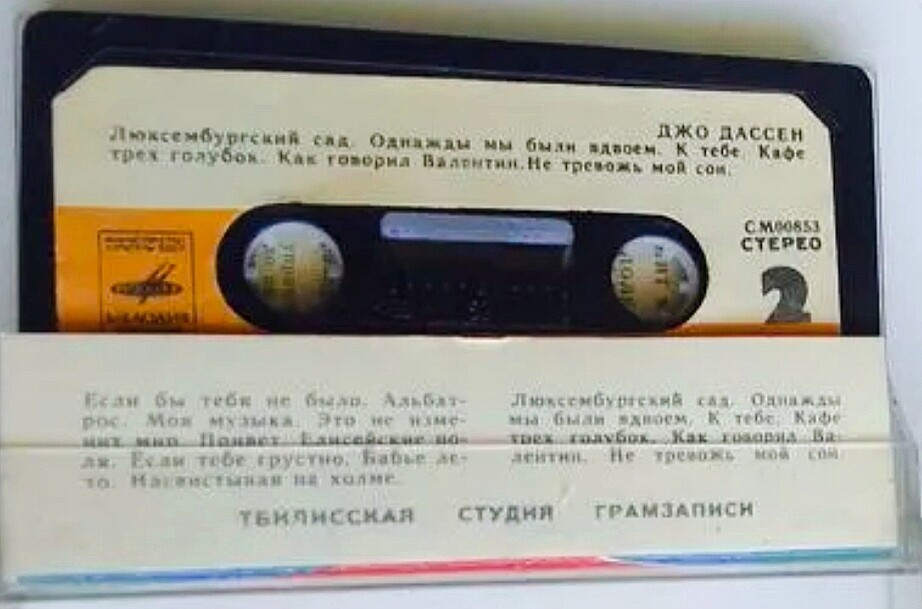 ДЖО ДАССЕН
Люксембургский сад. Однажды мы были вдвоем. К тебе. Кафе
трех голубок. Как говорил Валентин. Не тревожь мой сон.
СМ00853
СТЕРЕО
2
МЕЛОДИЯ
Если бы тебя не было. Альбат-
рос. Моя музыка. Это не изме-
нит мир. Привет. Елисейские по-
ля. Если тебе грустно. Бабье ле-
то. Насвистывая на холме.
Люксембургский сад. Однажды
мы были вдвоем. К тебе. Кафе
трех голубок. Как говорил Ва-
лентин. Не тревожь мой сон.
ТБИЛИССКАЯ СТУДИЯ ГРАМЗАПИСИ